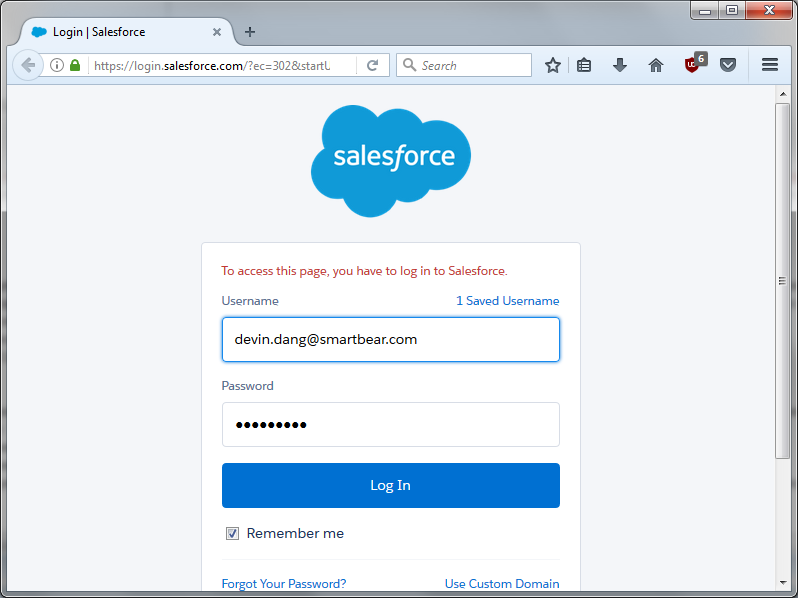 Login | Salesforce
https://login.salesforce.com/?ec=302&start
Search
6
salesforce
To access this page, you have to log in to Salesforce.
Username 1 Saved Username
devin.dang@smartbear.com
Password
Log In
Remember me
Forgot Your Password? Use Custom Domain